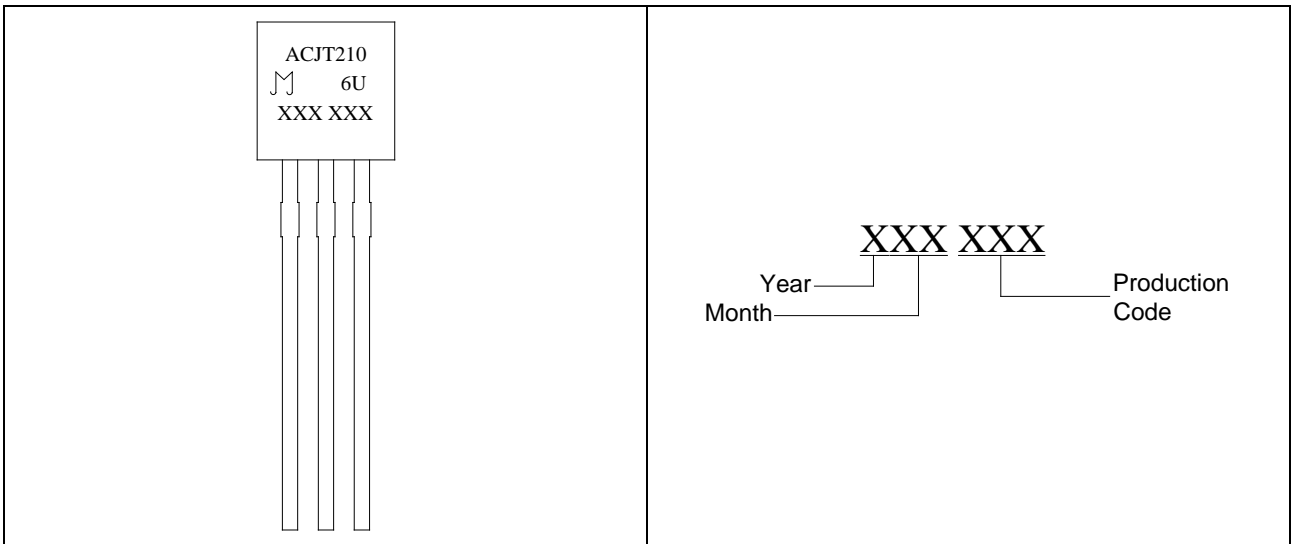 ACJT210
6U
XXX XXX
XXX XXX
Year
Month
Production
Code